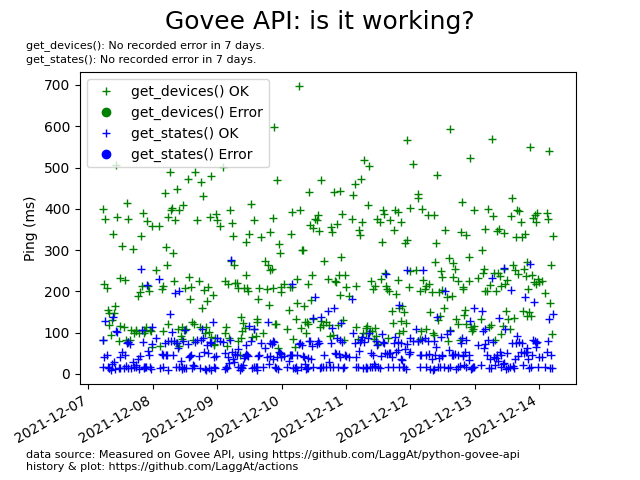 Govee API: is it working?
get_devices(): No recorded error in 7 days.
get_states(): No recorded error in 7 days.
700
600
500
400
300
200
100
0
Ping (ms)
get_devices() OK
get_devices() Error
get_states() OK
get_states() Error
2021-12-07
2021-12-08
2021-12-09
2021-12-10
2021-12-11
2021-12-12
2021-12-13
2021-12-14
data source: Measured on Govee API, using https://github.com/LaggAt/python-govee-api
history & plot: https://github.com/LaggAt/actions